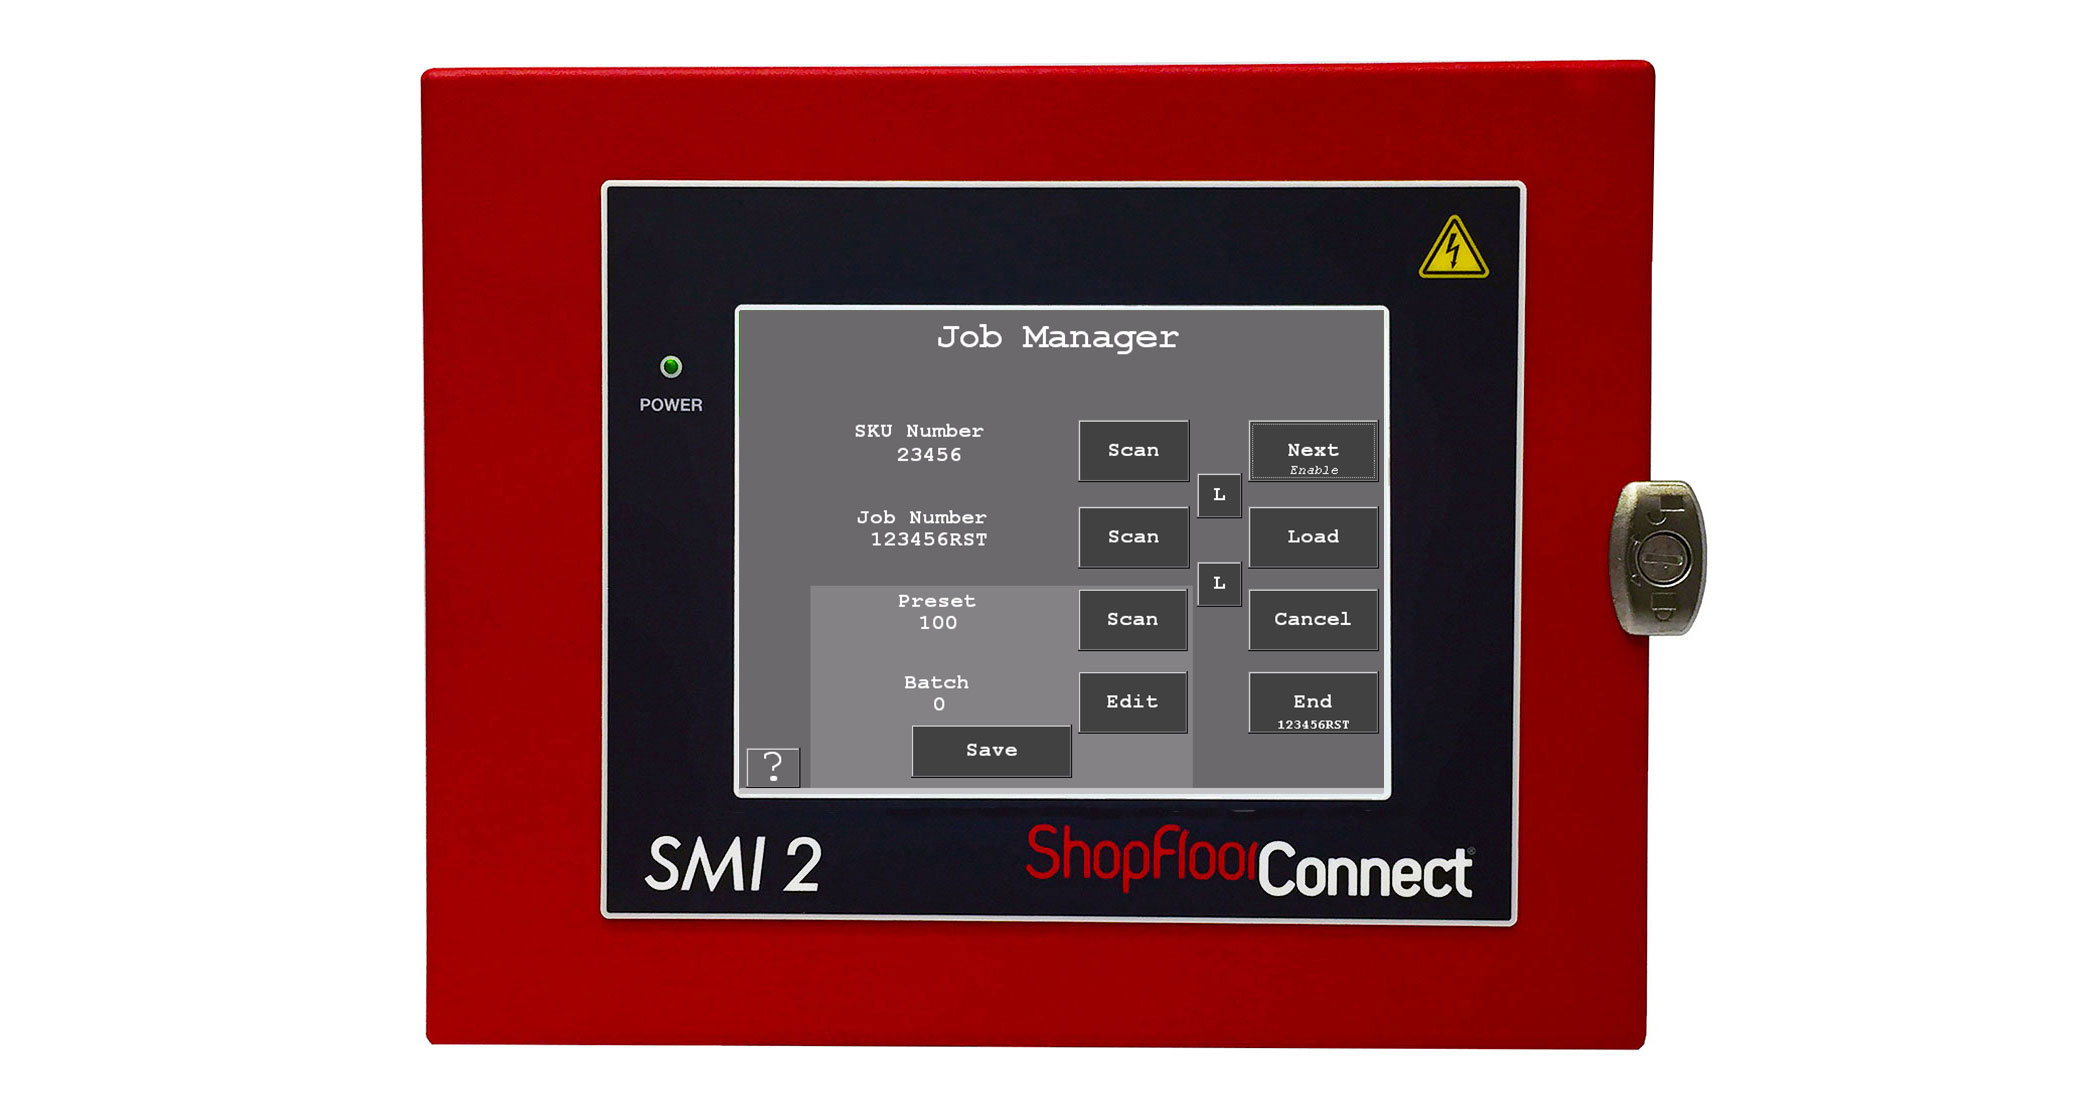 Job Manager
POWER
SKU Number
23456
Scan
Next
Enable
L
Job Number
123456RST
Scan
Load
L
Preset
100
Scan
Cancel
Batch
0
Edit
End
123456RST
Save
?
SMI 2
ShopFloorConnect®